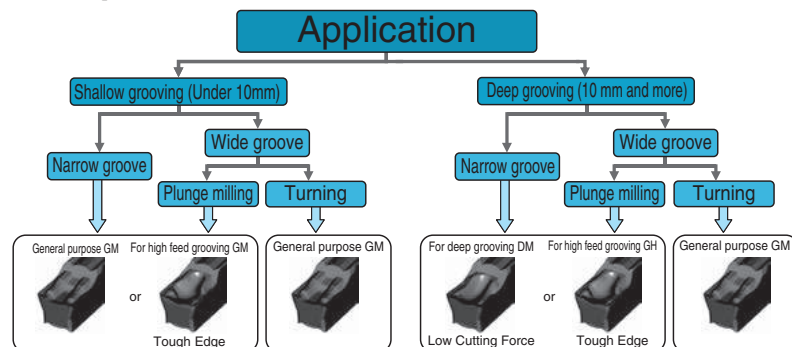 Application
Shallow grooving (Under 10mm)
Deep grooving (10 mm and more)
Wide groove
Wide groove
Narrow groove
Narrow groove
Plunge milling
Turning
Plunge milling
Turning
General purpose GM
For high feed grooving GM
General purpose GM
For deep grooving DM
For high feed grooving GH
General purpose GM
or
or
Tough Edge
Low Cutting Force
Tough Edge